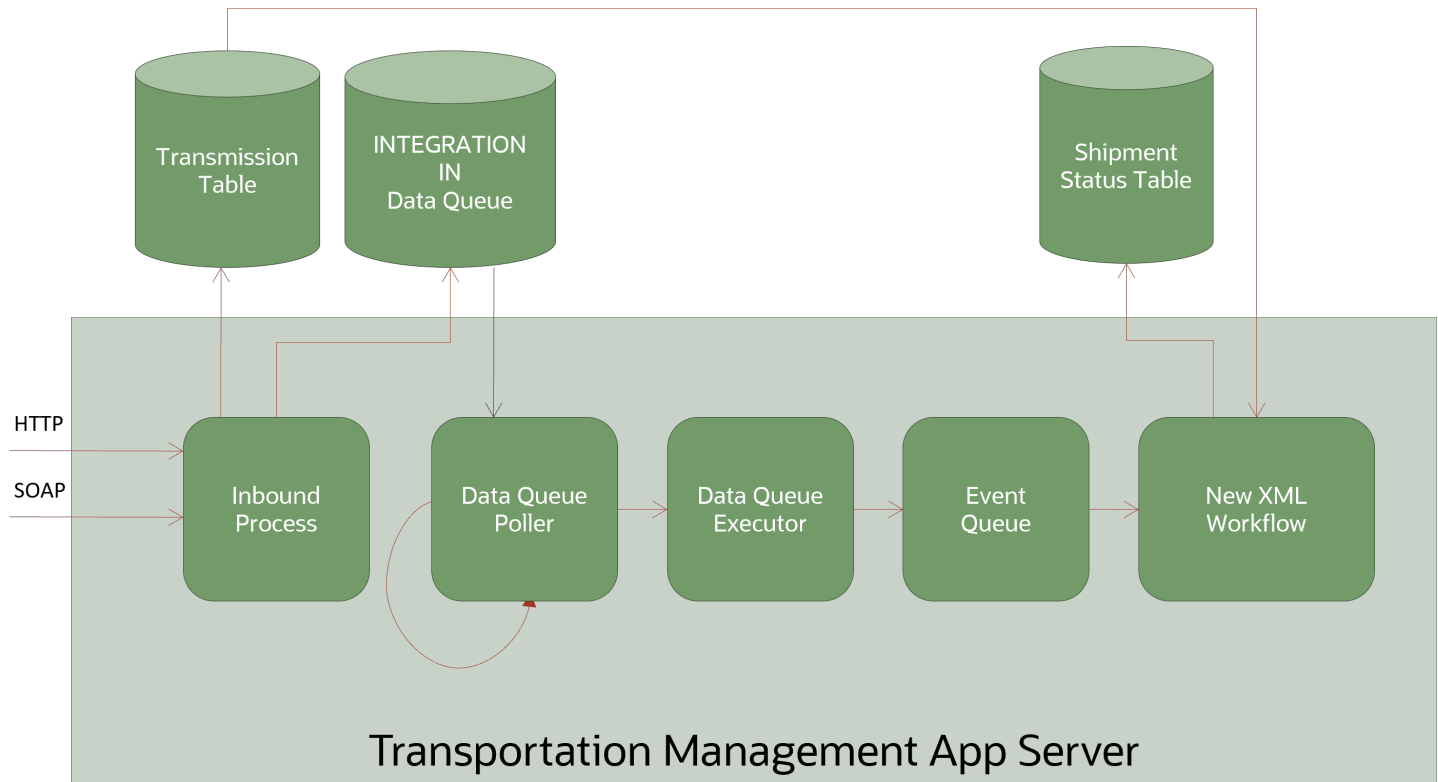 Transmission
Table
INTEGRATION
IN
Data Queue
Shipment
Status Table
HTTP
SOAP
Inbound
Process
Data Queue
Poller
Data Queue
Executor
Event
Queue
New XML
Workflow
Transportation Management App Server